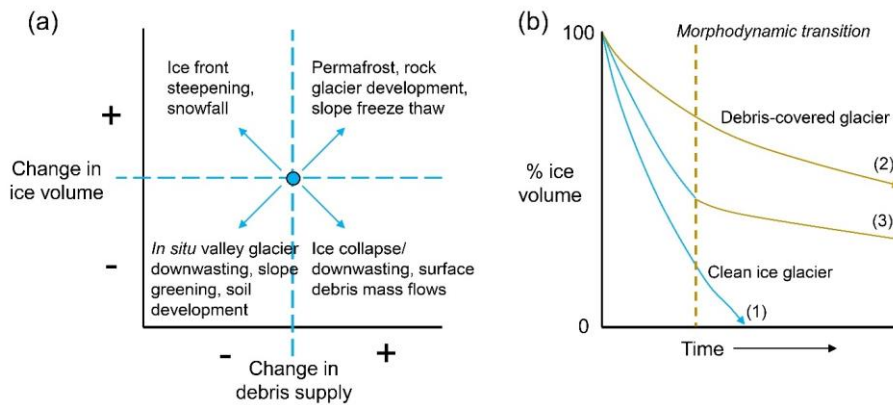 (a)
Ice front
steepening,
snowfall
Permafrost, rock
glacier development,
slope freeze thaw
+
Change in
ice volume
-
In situ valley glacier
downwasting, slope
greening, soil
development
Ice collapse/
downwasting, surface
debris mass flows
-
+
Change in
debris supply
(b)
100
Morphodynamic transition
Debris-covered glacier
% ice
volume
(2)
(3)
Clean ice glacier
(1)
0
Time